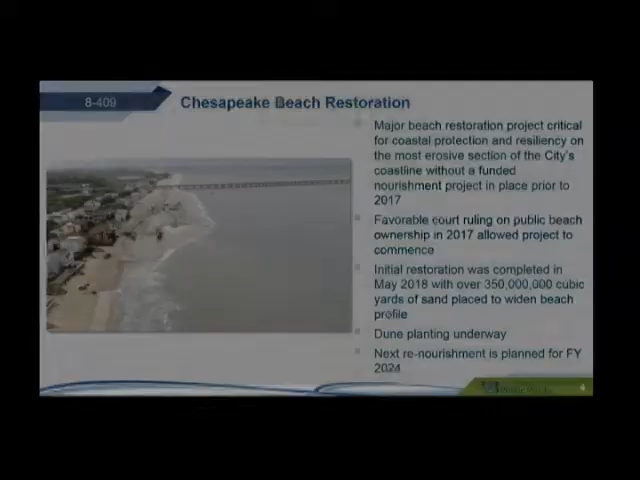 8-409
Chesapeake Beach Restoration
Major beach restoration project critical
for coastal protection and resiliency on
the most erosive section of the City's
coastline without a funded
nourishment project in place prior to
2017
Favorable court ruling on public beach
ownership in 2017 allowed project to
commence
Initial restoration was completed in
May 2018 with over 350,000,000 cubic
yards of sand placed to widen beach
profile
Dune planting underway
Next re-nourishment is planned for FY
2024
4